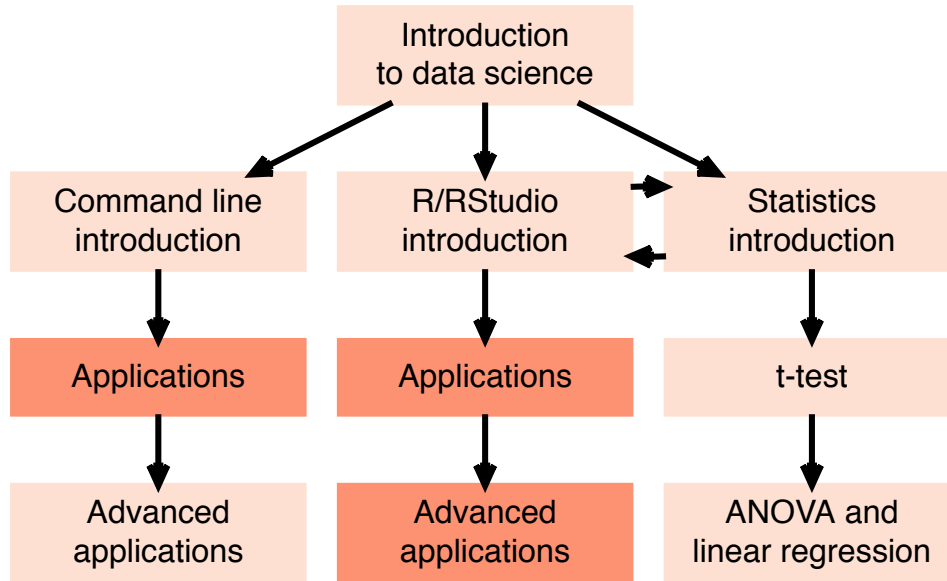 Introduction
to data science
Command line
introduction
R/RStudio
introduction
Statistics
introduction
Applications
Applications
t-test
Advanced
applications
Advanced
applications
ANOVA and
linear regression